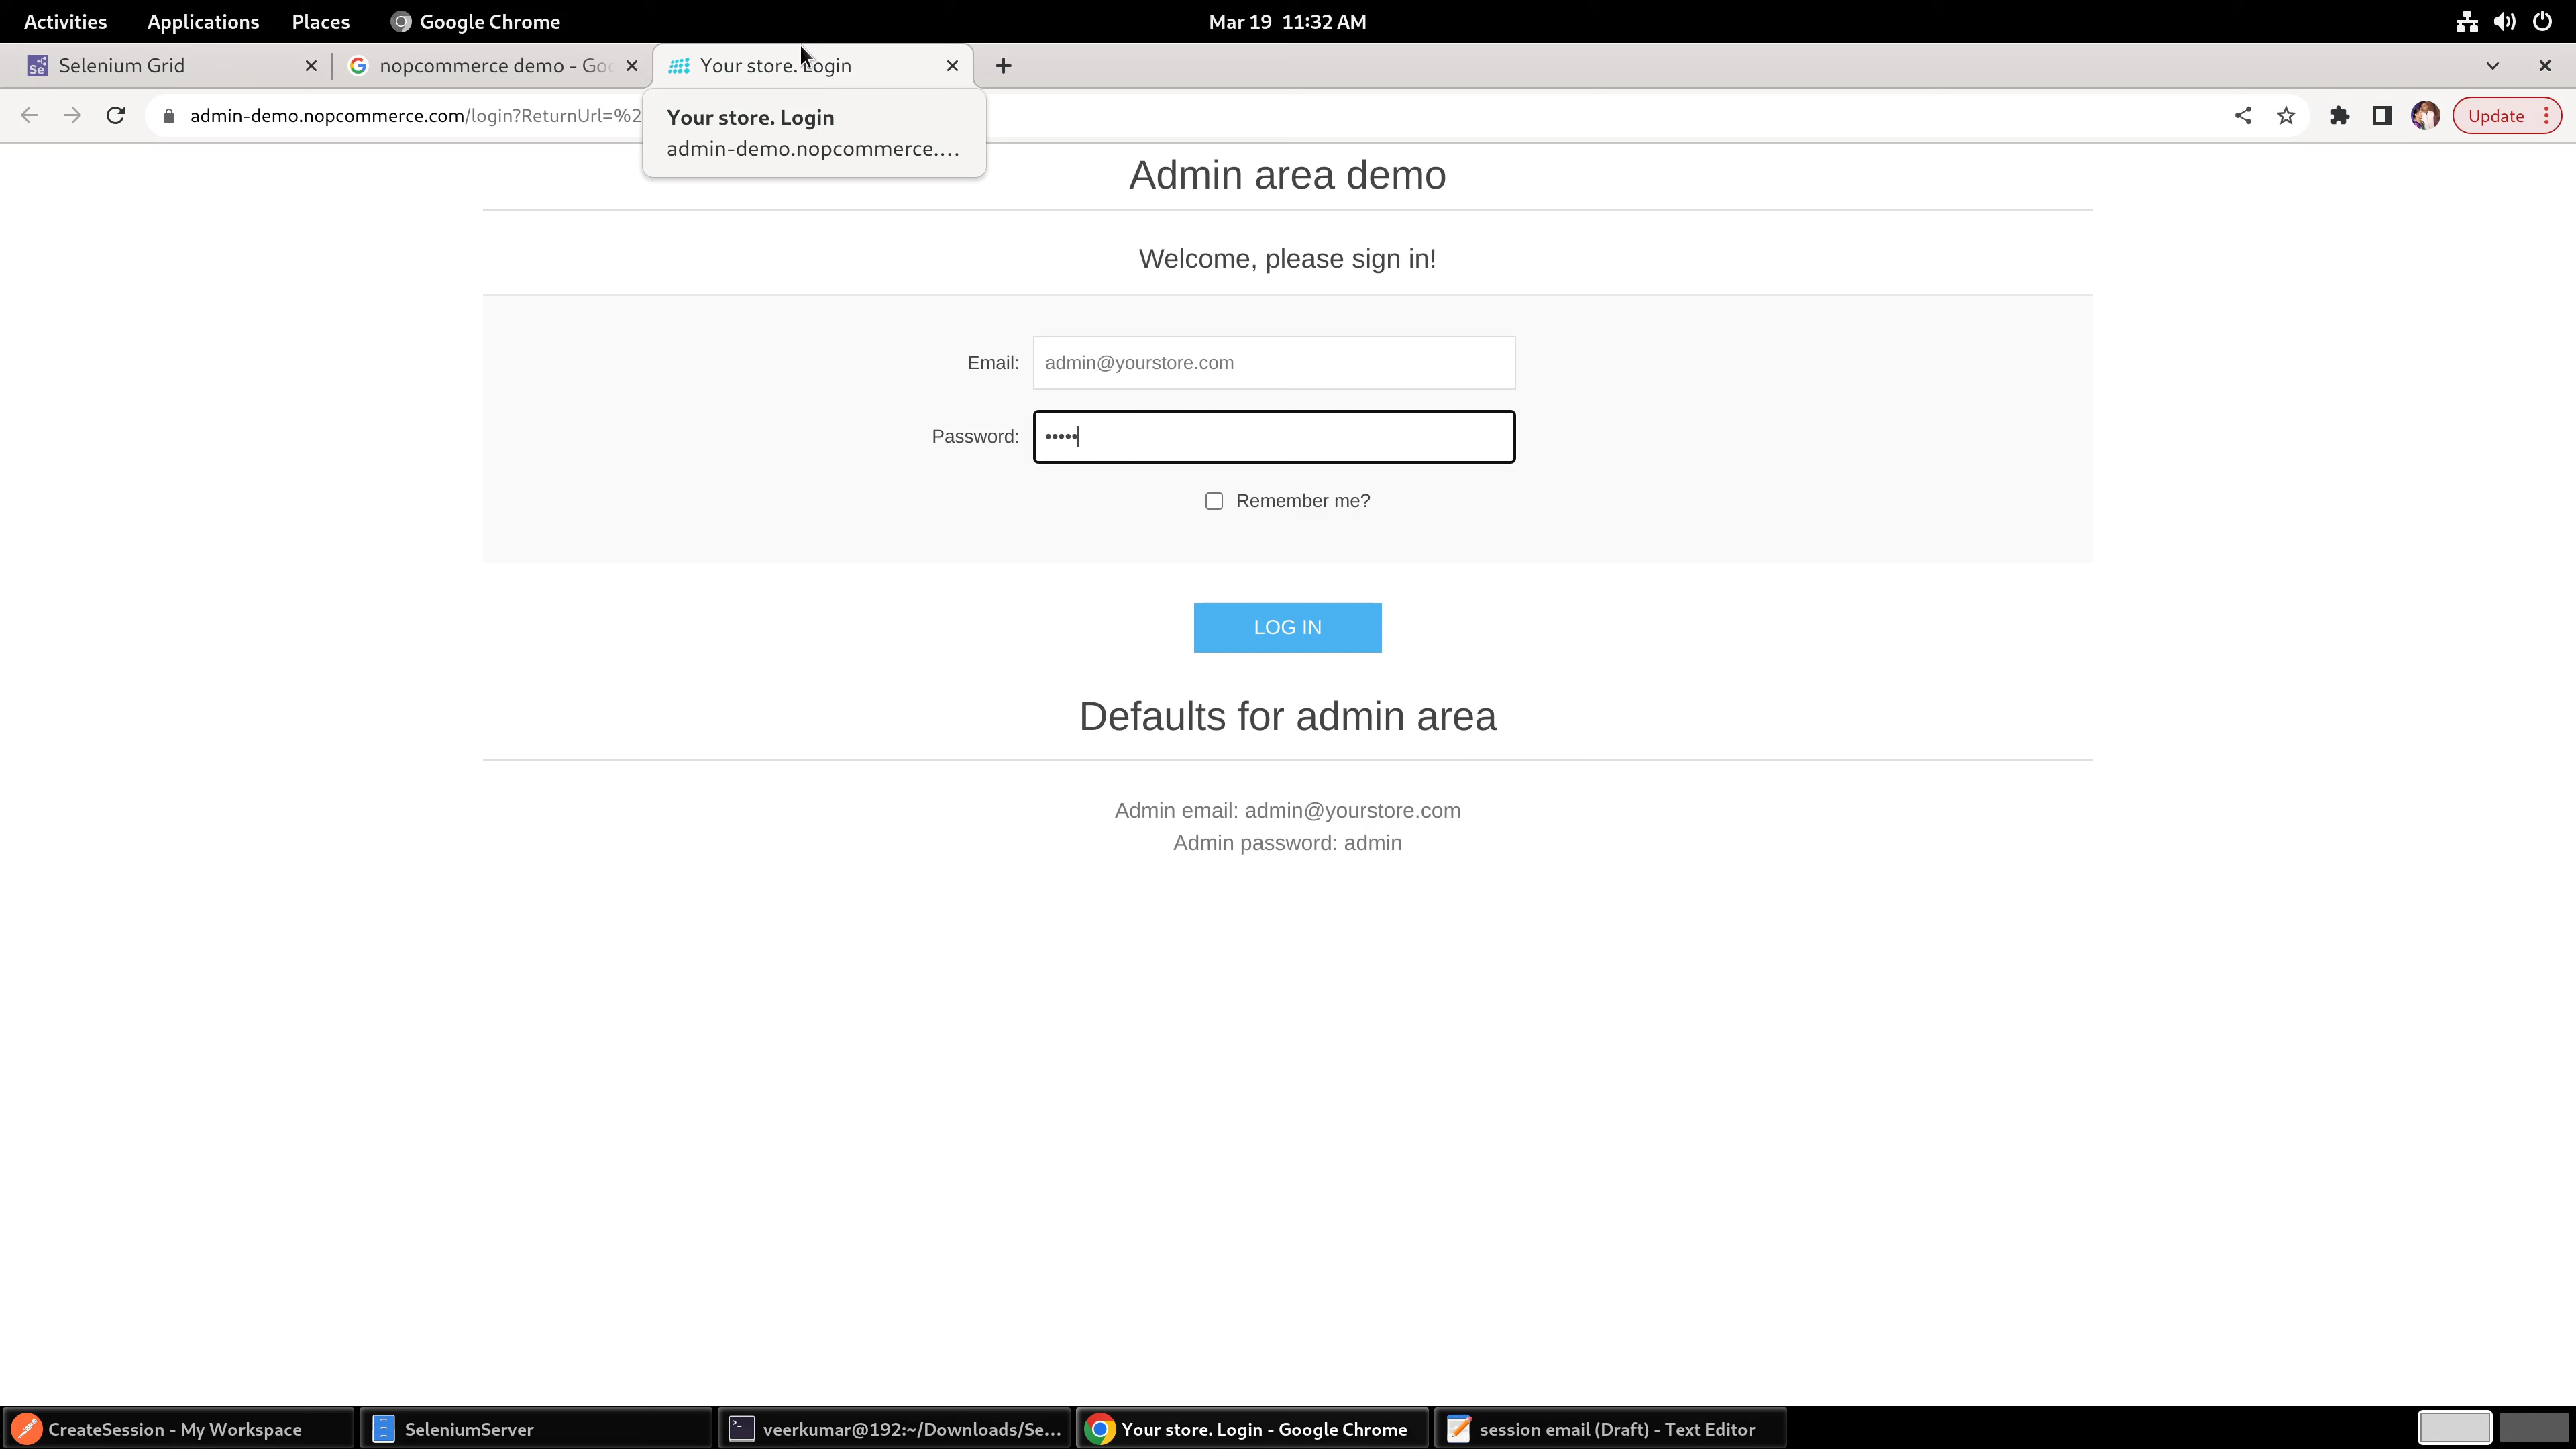 Activities Applications Places Google Chrome Mar 19 11:32 AM
Selenium Grid nopcommerce demo - Goo Your store. Login
admin-demo.nopcommerce.com/login?ReturnUrl=%2 Update
Your store. Login
admin-demo.nopcommerce....
Admin area demo
Welcome, please sign in!
Email: admin@yourstore.com
Password: •••••
Remember me?
LOG IN
Defaults for admin area
Admin email: admin@yourstore.com
Admin password: admin
CreateSession - My Workspace SeleniumServer veerkumar@192:~/Downloads/Se... Your store. Login - Google Chrome session email (Draft) - Text Editor